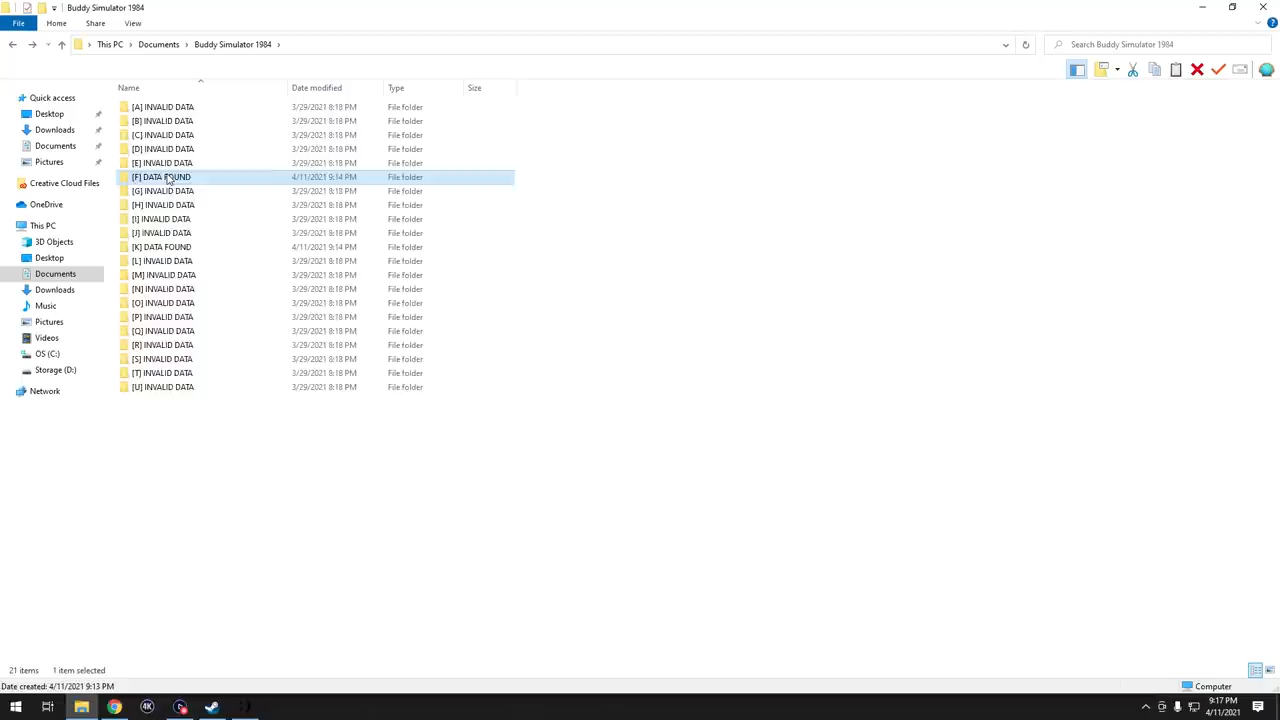 Buddy Simulator 1984
File Home Share View
This PC > Documents > Buddy Simulator 1984 >
Search Buddy Simulator 1984
Name Date modified Type Size
Quick access
Desktop
Downloads
Documents
Pictures
Creative Cloud Files
OneDrive
This PC
3D Objects
Desktop
Documents
Downloads
Music
Pictures
Videos
OS (C:)
Storage (D:)
Network
[A] INVALID DATA 3/29/2021 8:18 PM File folder
[B] INVALID DATA 3/29/2021 8:18 PM File folder
[C] INVALID DATA 3/29/2021 8:18 PM File folder
[D] INVALID DATA 3/29/2021 8:18 PM File folder
[E] INVALID DATA 3/29/2021 8:18 PM File folder
[F] DATA FOUND 4/11/2021 9:14 PM File folder
[G] INVALID DATA 3/29/2021 8:18 PM File folder
[H] INVALID DATA 3/29/2021 8:18 PM File folder
[I] INVALID DATA 3/29/2021 8:18 PM File folder
[J] INVALID DATA 3/29/2021 8:18 PM File folder
[K] DATA FOUND 4/11/2021 9:14 PM File folder
[L] INVALID DATA 3/29/2021 8:18 PM File folder
[M] INVALID DATA 3/29/2021 8:18 PM File folder
[N] INVALID DATA 3/29/2021 8:18 PM File folder
[O] INVALID DATA 3/29/2021 8:18 PM File folder
[P] INVALID DATA 3/29/2021 8:18 PM File folder
[Q] INVALID DATA 3/29/2021 8:18 PM File folder
[R] INVALID DATA 3/29/2021 8:18 PM File folder
[S] INVALID DATA 3/29/2021 8:18 PM File folder
[T] INVALID DATA 3/29/2021 8:18 PM File folder
[U] INVALID DATA 3/29/2021 8:18 PM File folder
21 items 1 item selected
Date created: 4/11/2021 9:13 PM
Computer
4K
9:17 PM
4/11/2021